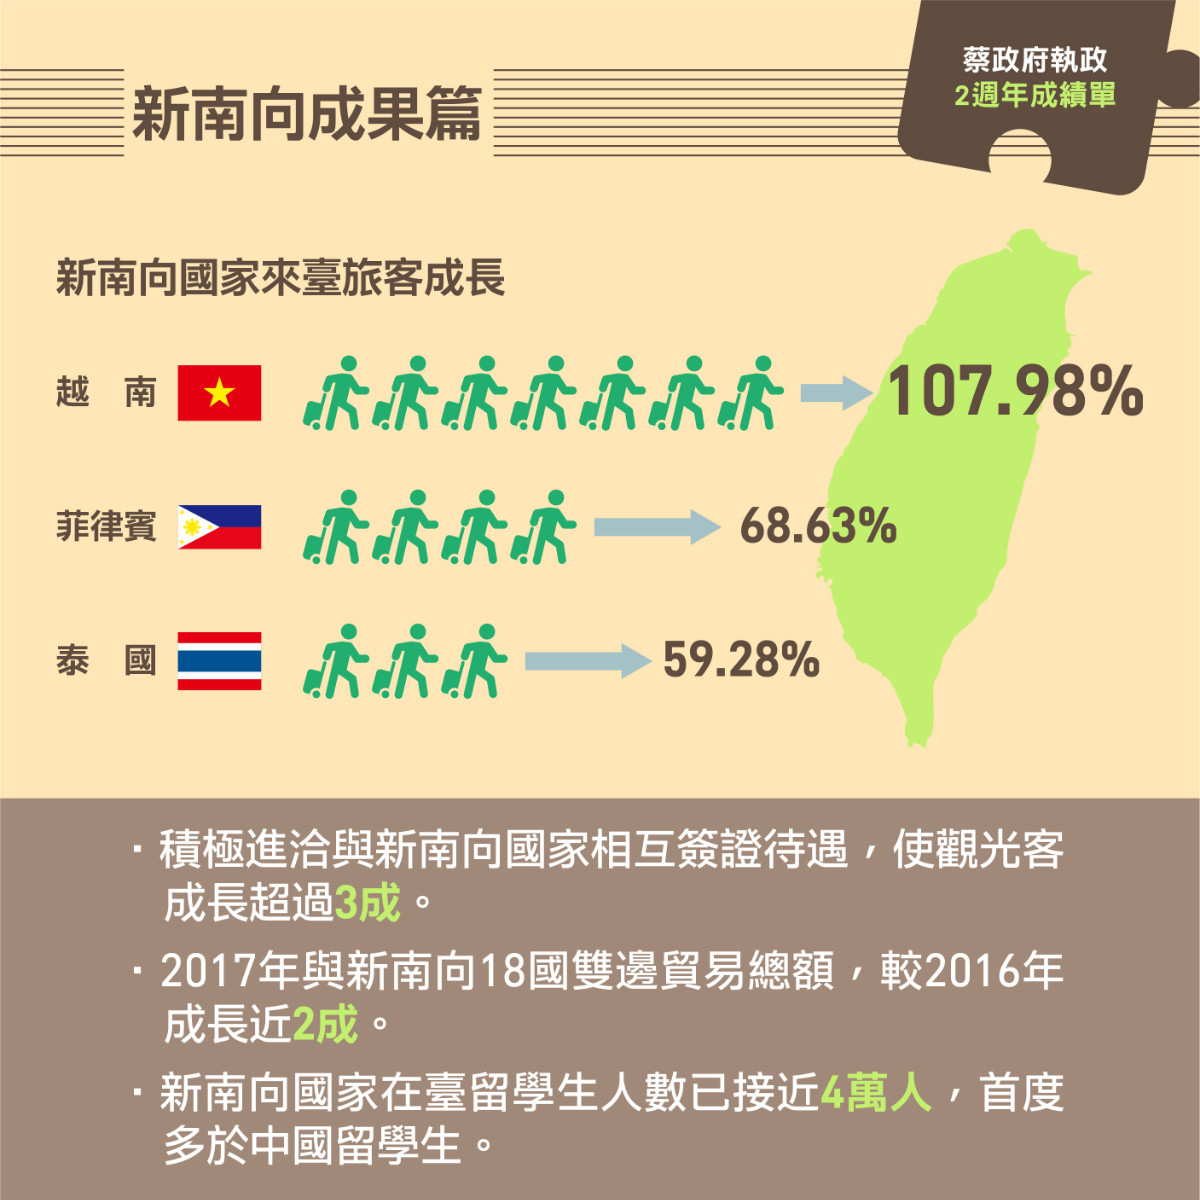 蔡政府執政
2週年成績單
新南向成果篇
新南向國家來臺旅客成長
越 南 107.98%
菲律賓 68.63%
泰 國 59.28%
·積極進洽與新南向國家相互簽證待遇，使觀光客
成長超過3成。
·2017年與新南向18國雙邊貿易總額，較2016年
成長近2成。
·新南向國家在臺留學生人數已接近4萬人，首度
多於中國留學生。